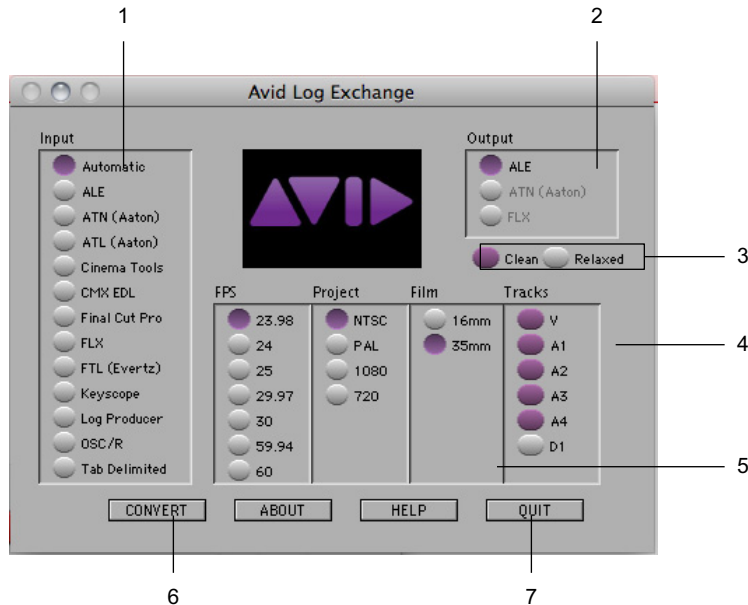 1
2
Avid Log Exchange
Input
Automatic
ALE
ATN (Aaton)
ATL (Aaton)
Cinema Tools
CMX EDL
Final Cut Pro
FLX
FTL (Evertz)
Keyscope
Log Producer
OSC/R
Tab Delimited
AVID
Output
ALE
ATN (Aaton)
FLX
Clean
Relaxed
3
FPS
23.98
24
25
29.97
30
59.94
60
Project
NTSC
PAL
1080
720
Film
16mm
35mm
Tracks
V
A1
A2
A3
A4
D1
4
5
CONVERT
ABOUT
HELP
QUIT
6
7